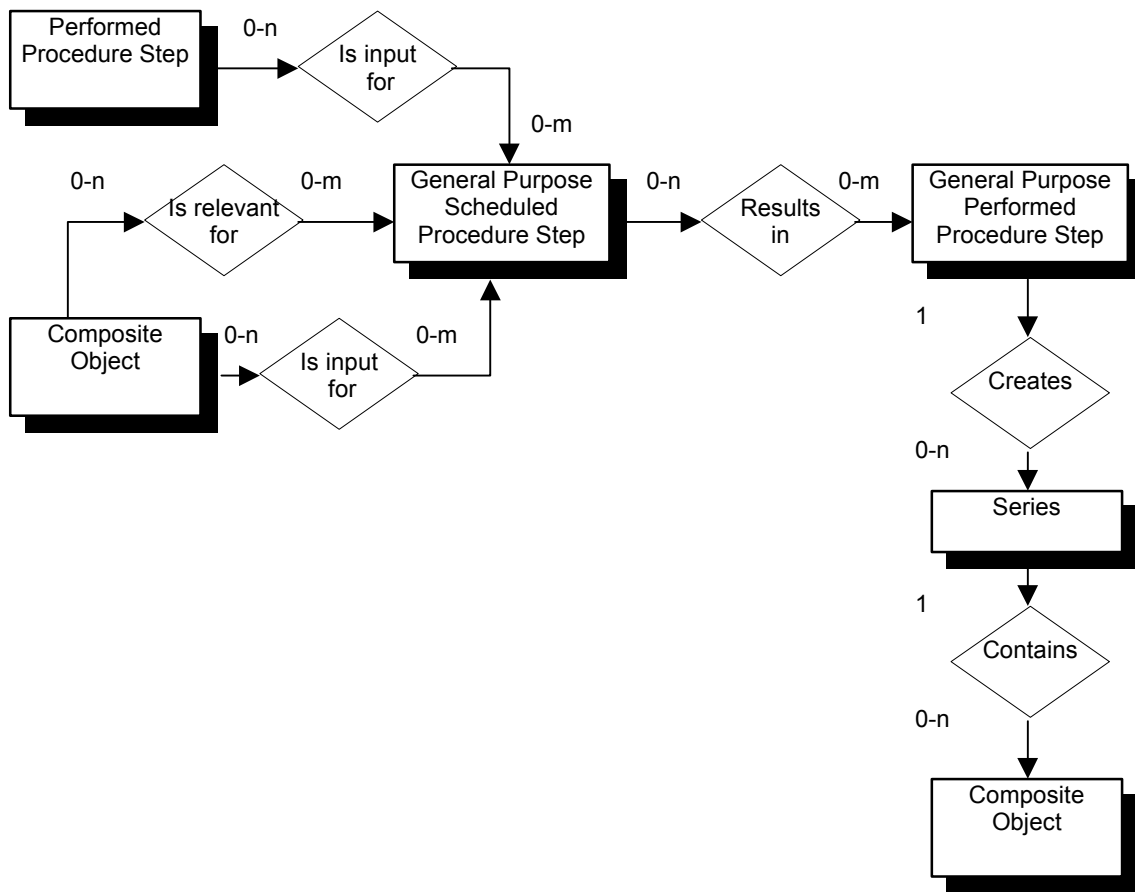 Performed
Procedure Step
0-n
Is input
for
0-m
0-n
Is relevant
for
0-m
General Purpose
Scheduled
Procedure Step
0-n
Results
in
0-m
General Purpose
Performed
Procedure Step
Composite
Object
0-n
Is input
for
0-m
1
Creates
0-n
Series
1
Contains
0-n
Composite
Object